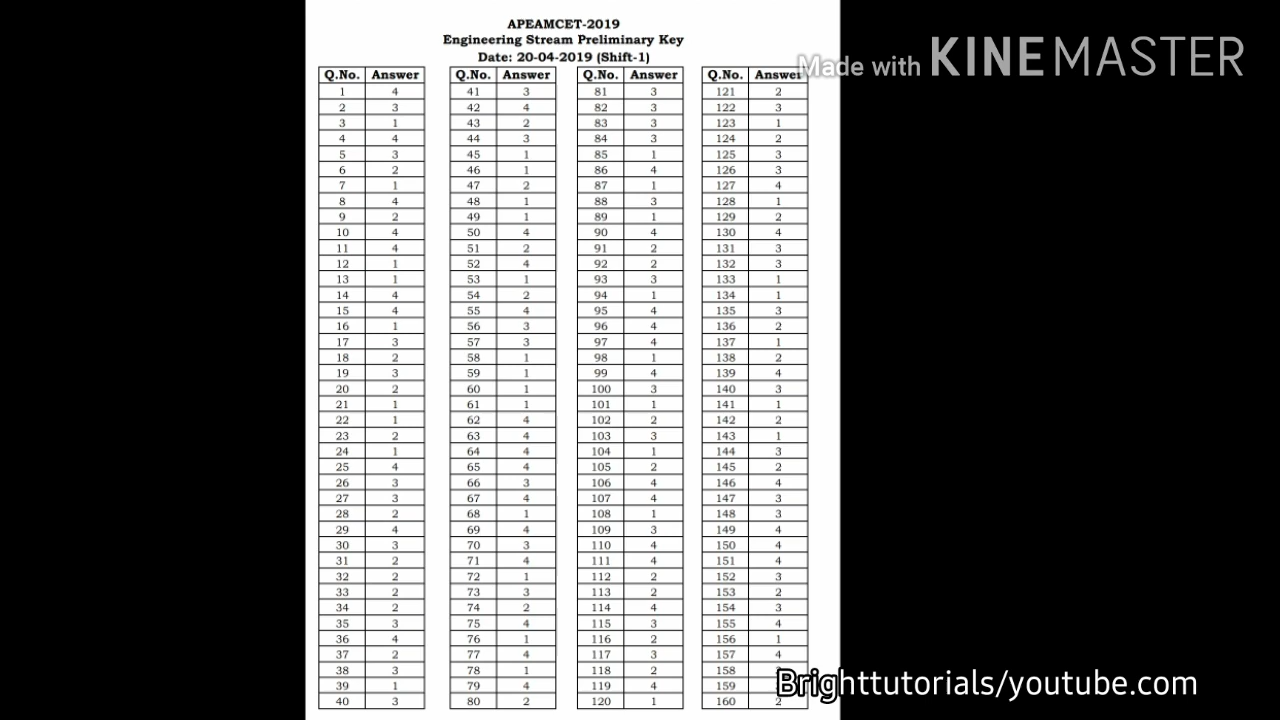 APEAMCET-2019
Engineering Stream Preliminary Key
Date: 20-04-2019 (Shift-1)
Made with KINEMASTER
Q.No. Answer Q.No. Answer Q.No. Answer Q.No. Answer
1 4 41 3 81 3 121 2
2 3 42 4 82 3 122 3
3 1 43 2 83 3 123 1
4 4 44 3 84 3 124 2
5 3 45 1 85 1 125 3
6 2 46 1 86 4 126 3
7 1 47 2 87 1 127 4
8 4 48 1 88 3 128 1
9 2 49 1 89 1 129 2
10 4 50 4 90 4 130 4
11 4 51 2 91 2 131 3
12 1 52 4 92 2 132 3
13 1 53 1 93 3 133 1
14 4 54 2 94 1 134 1
15 4 55 4 95 4 135 3
16 1 56 3 96 4 136 2
17 3 57 3 97 4 137 1
18 2 58 1 98 1 138 2
19 3 59 1 99 4 139 4
20 2 60 1 100 3 140 3
21 1 61 1 101 1 141 1
22 1 62 4 102 2 142 2
23 2 63 4 103 3 143 1
24 1 64 4 104 1 144 3
25 4 65 4 105 2 145 2
26 3 66 3 106 4 146 4
27 3 67 4 107 4 147 3
28 2 68 1 108 1 148 3
29 4 69 4 109 3 149 4
30 3 70 3 110 4 150 4
31 2 71 4 111 4 151 4
32 2 72 1 112 2 152 3
33 2 73 3 113 2 153 2
34 2 74 2 114 4 154 3
35 3 75 4 115 3 155 4
36 4 76 1 116 2 156 1
37 2 77 4 117 3 157 4
38 3 78 1 118 2 158
39 1 79 4 119 4 159
40 3 80 2 120 1 160 2
Brighttutorials/youtube.com